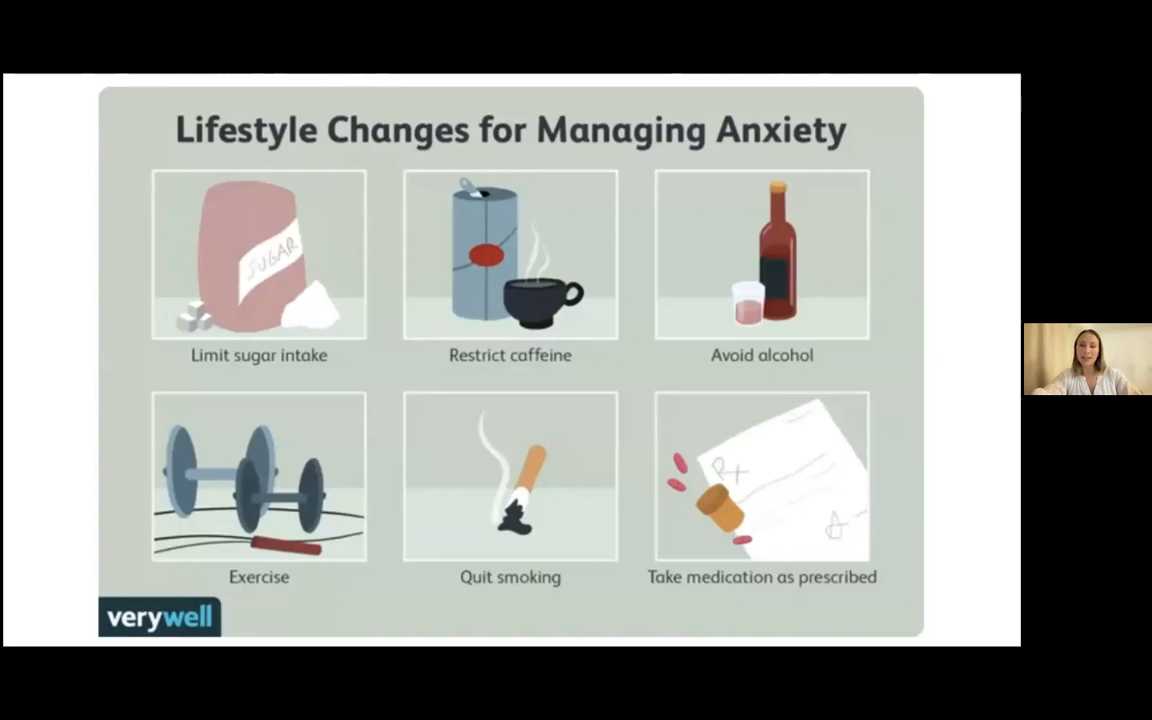 Lifestyle Changes for Managing Anxiety
SUGAR
Limit sugar intake
Restrict caffeine
Avoid alcohol
Rx
Exercise
Quit smoking
Take medication as prescribed
verywell